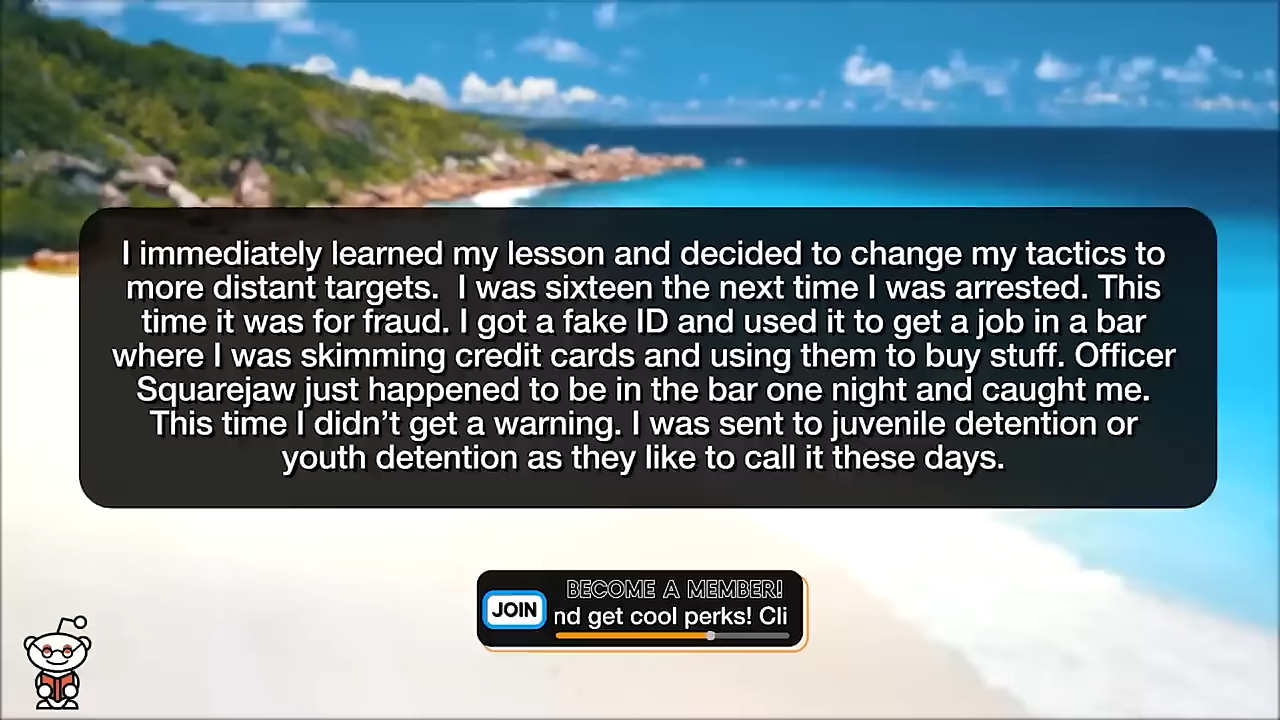 I immediately learned my lesson and decided to change my tactics to
more distant targets.  I was sixteen the next time I was arrested. This
time it was for fraud. I got a fake ID and used it to get a job in a bar
where I was skimming credit cards and using them to buy stuff. Officer
Squarejaw just happened to be in the bar one night and caught me.
This time I didn’t get a warning. I was sent to juvenile detention or
youth detention as they like to call it these days.
BECOME A MEMBER!
JOIN
nd get cool perks! Cli